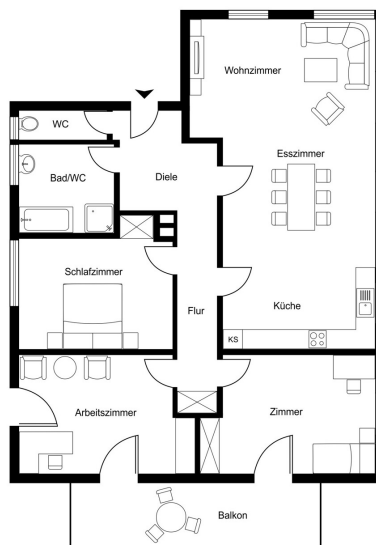 Wohnzimmer
WC
Esszimmer
Bad/WC
Diele
Schlafzimmer
Küche
Flur
KS
Arbeitszimmer
Zimmer
Balkon